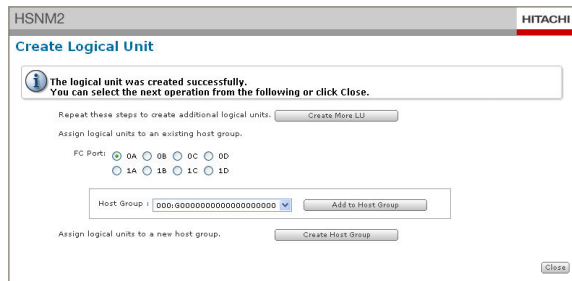 HSNM2 HITACHI
Create Logical Unit
The logical unit was created successfully.
You can select the next operation from the following or click Close.
Repeat these steps to create additional logical units. Create More LU
Assign logical units to an existing host group.
FC Port: 0A 0B 0C 0D
1A 1B 1C 1D
Host Group : 000:G0000000000000000000 Add to Host Group
Assign logical units to a new host group. Create Host Group
Close